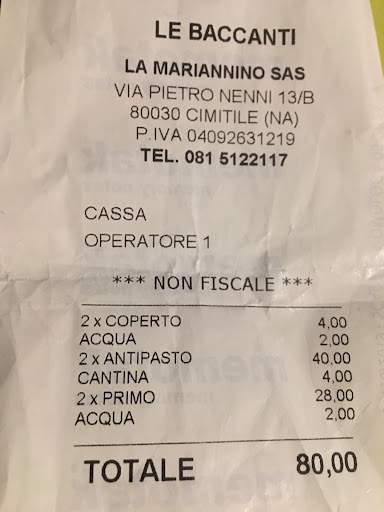 LE BACCANTI
LA MARIANNINO SAS
VIA PIETRO NENNI 13/B
80030 CIMITILE (NA)
P.IVA 04092631219
TEL. 081 5122117
CASSA
OPERATORE 1
*** NON FISCALE ***
2 x COPERTO 4,00
ACQUA 2,00
2 x ANTIPASTO 40,00
CANTINA 4,00
2 x PRIMO 28,00
ACQUA 2,00
TOTALE 80,00